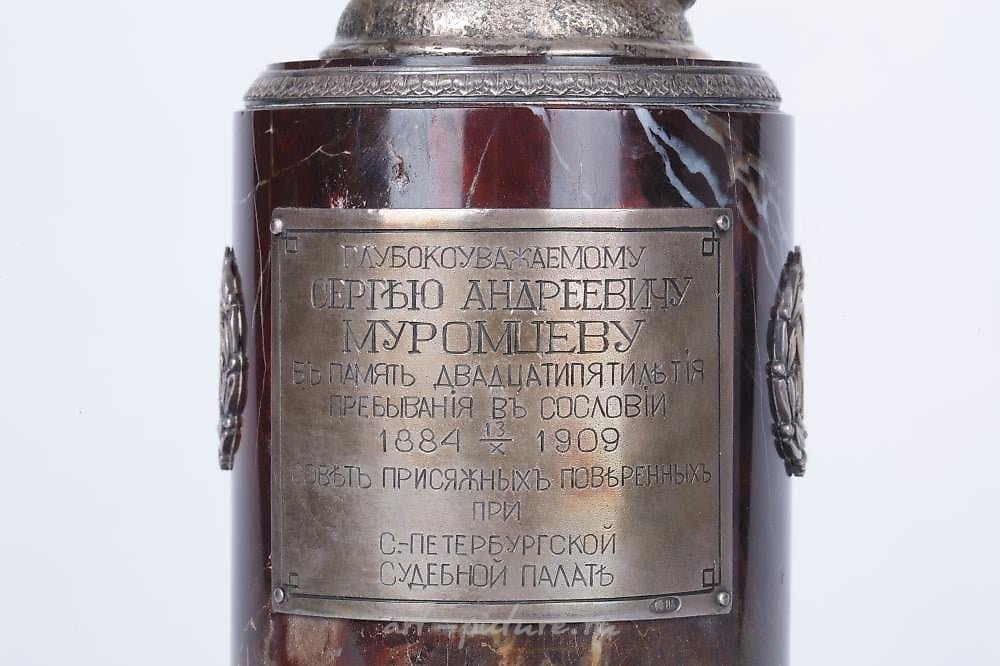 ГЛУБОКОУВАЖАЕМОМУ
СЕРГѢЮ АНДРЕЕВИЧУ
МУРОМЦЕВУ
ВЪ ПАМЯТЬ ДВАДЦАТИПЯТИЛѢТІЯ
ПРЕБЫВАНІЯ ВЪ СОСЛОВІИ
1884 13/X 1909
СОВѢТЪ ПРИСЯЖНЫХЪ ПОВѢРЕННЫХЪ
ПРИ
С.-ПЕТЕРБУРГСКОЙ
СУДЕБНОЙ ПАЛАТѢ